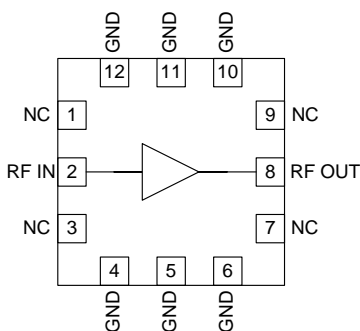 GND GND GND
12 11 10
NC 1 9 NC
RF IN 2 8 RF OUT
NC 3 7 NC
4 5 6
GND GND GND